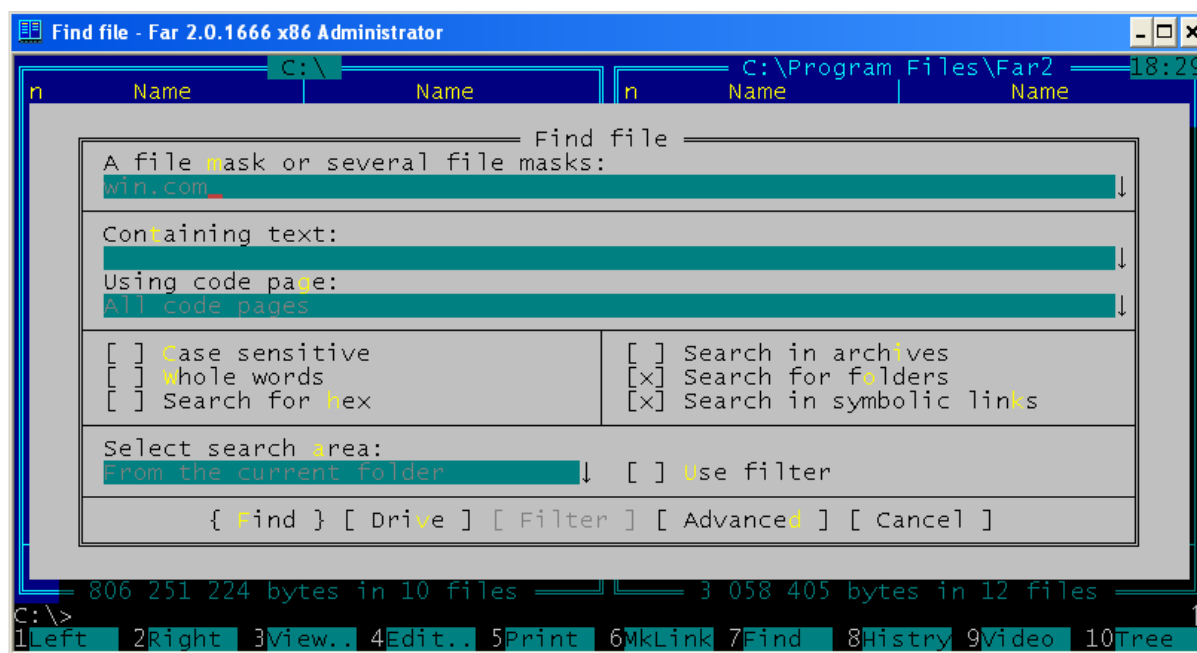 Find file - Far 2.0.1666 x86 Administrator
C:\ C:\Program Files\Far2 18:29
n Name Name n Name Name
Find file
A file mask or several file masks:
win.com
Containing text:
Using code page:
All code pages
[ ] Case sensitive [ ] Search in archives
[ ] Whole words [x] Search for folders
[ ] Search for hex [x] Search in symbolic links
Select search area:
From the current folder ↓ [ ] Use filter
{ Find } [ Drive ] [ Filter ] [ Advanced ] [ Cancel ]
806 251 224 bytes in 10 files 3 058 405 bytes in 12 files
C:\>
1Left 2Right 3View.. 4Edit.. 5Print 6MkLink 7Find 8Histry 9Video 10Tree